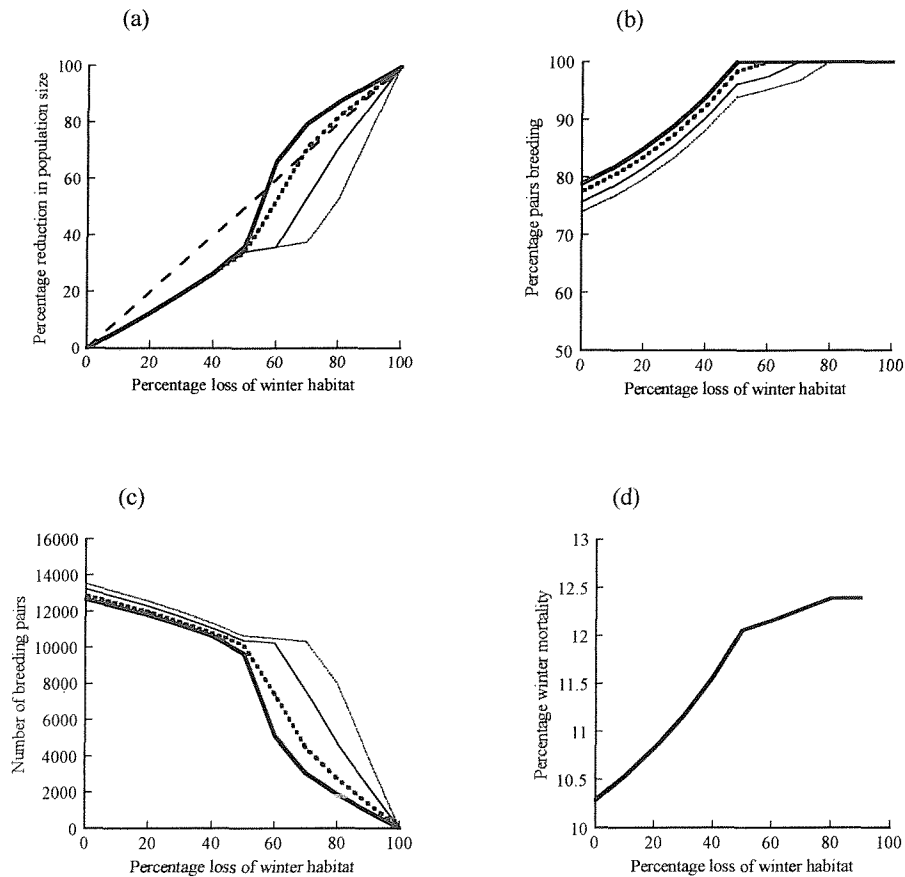 (a)
100
80
60
40
20
0
Percentage reduction in population size
0 20 40 60 80 100
Percentage loss of winter habitat
(b)
100
90
80
70
60
50
Percentage pairs breeding
0 20 40 60 80 100
Percentage loss of winter habitat
(c)
16000
14000
12000
10000
8000
6000
4000
2000
0
Number of breeding pairs
0 20 40 60 80 100
Percentage loss of winter habitat
(d)
13
12.5
12
11.5
11
10.5
10
Percentage winter mortality
0 20 40 60 80 100
Percentage loss of winter habitat